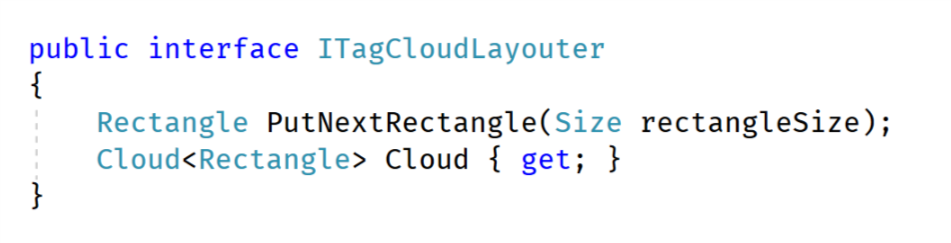 public interface ITagCloudLayouter
{
    Rectangle PutNextRectangle(Size rectangleSize);
    Cloud<Rectangle> Cloud { get; }
}